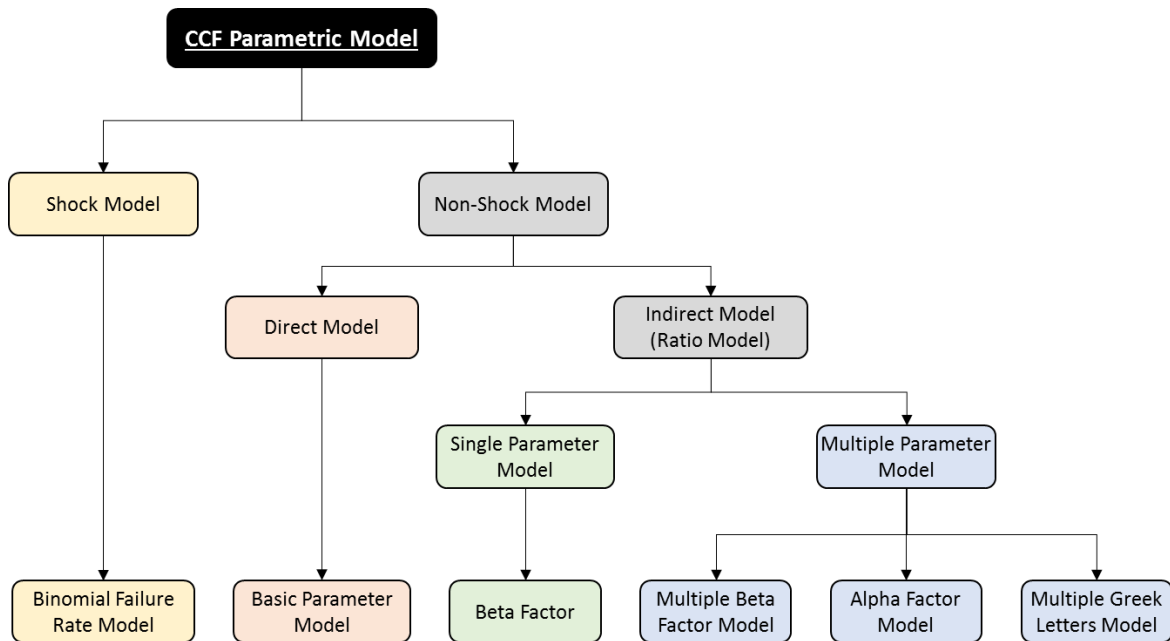 CCF Parametric Model
Shock Model
Non-Shock Model
Direct Model
Indirect Model
(Ratio Model)
Single Parameter
Model
Multiple Parameter
Model
Binomial Failure
Rate Model
Basic Parameter
Model
Beta Factor
Multiple Beta
Factor Model
Alpha Factor
Model
Multiple Greek
Letters Model